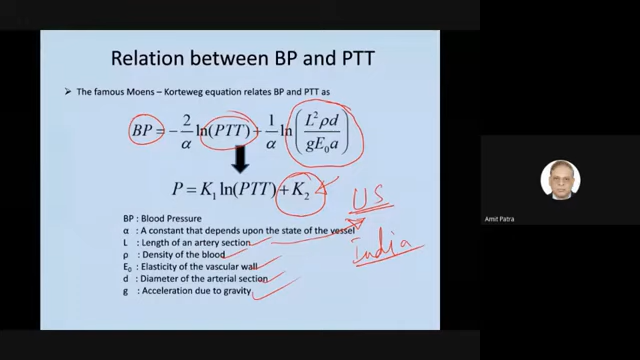 Relation between BP and PTT
➢ The famous Moens – Korteweg equation relates BP and PTT as
BP = −2/α ln(PTT) + 1/α ln(L²ρd / gE₀a)
P = K₁ ln(PTT) + K₂
US
BP : Blood Pressure
α : A constant that depends upon the state of the vessel
L : Length of an artery section
India
ρ : Density of the blood
E₀ : Elasticity of the vascular wall
d : Diameter of the arterial section
g : Acceleration due to gravity
Amit Patra